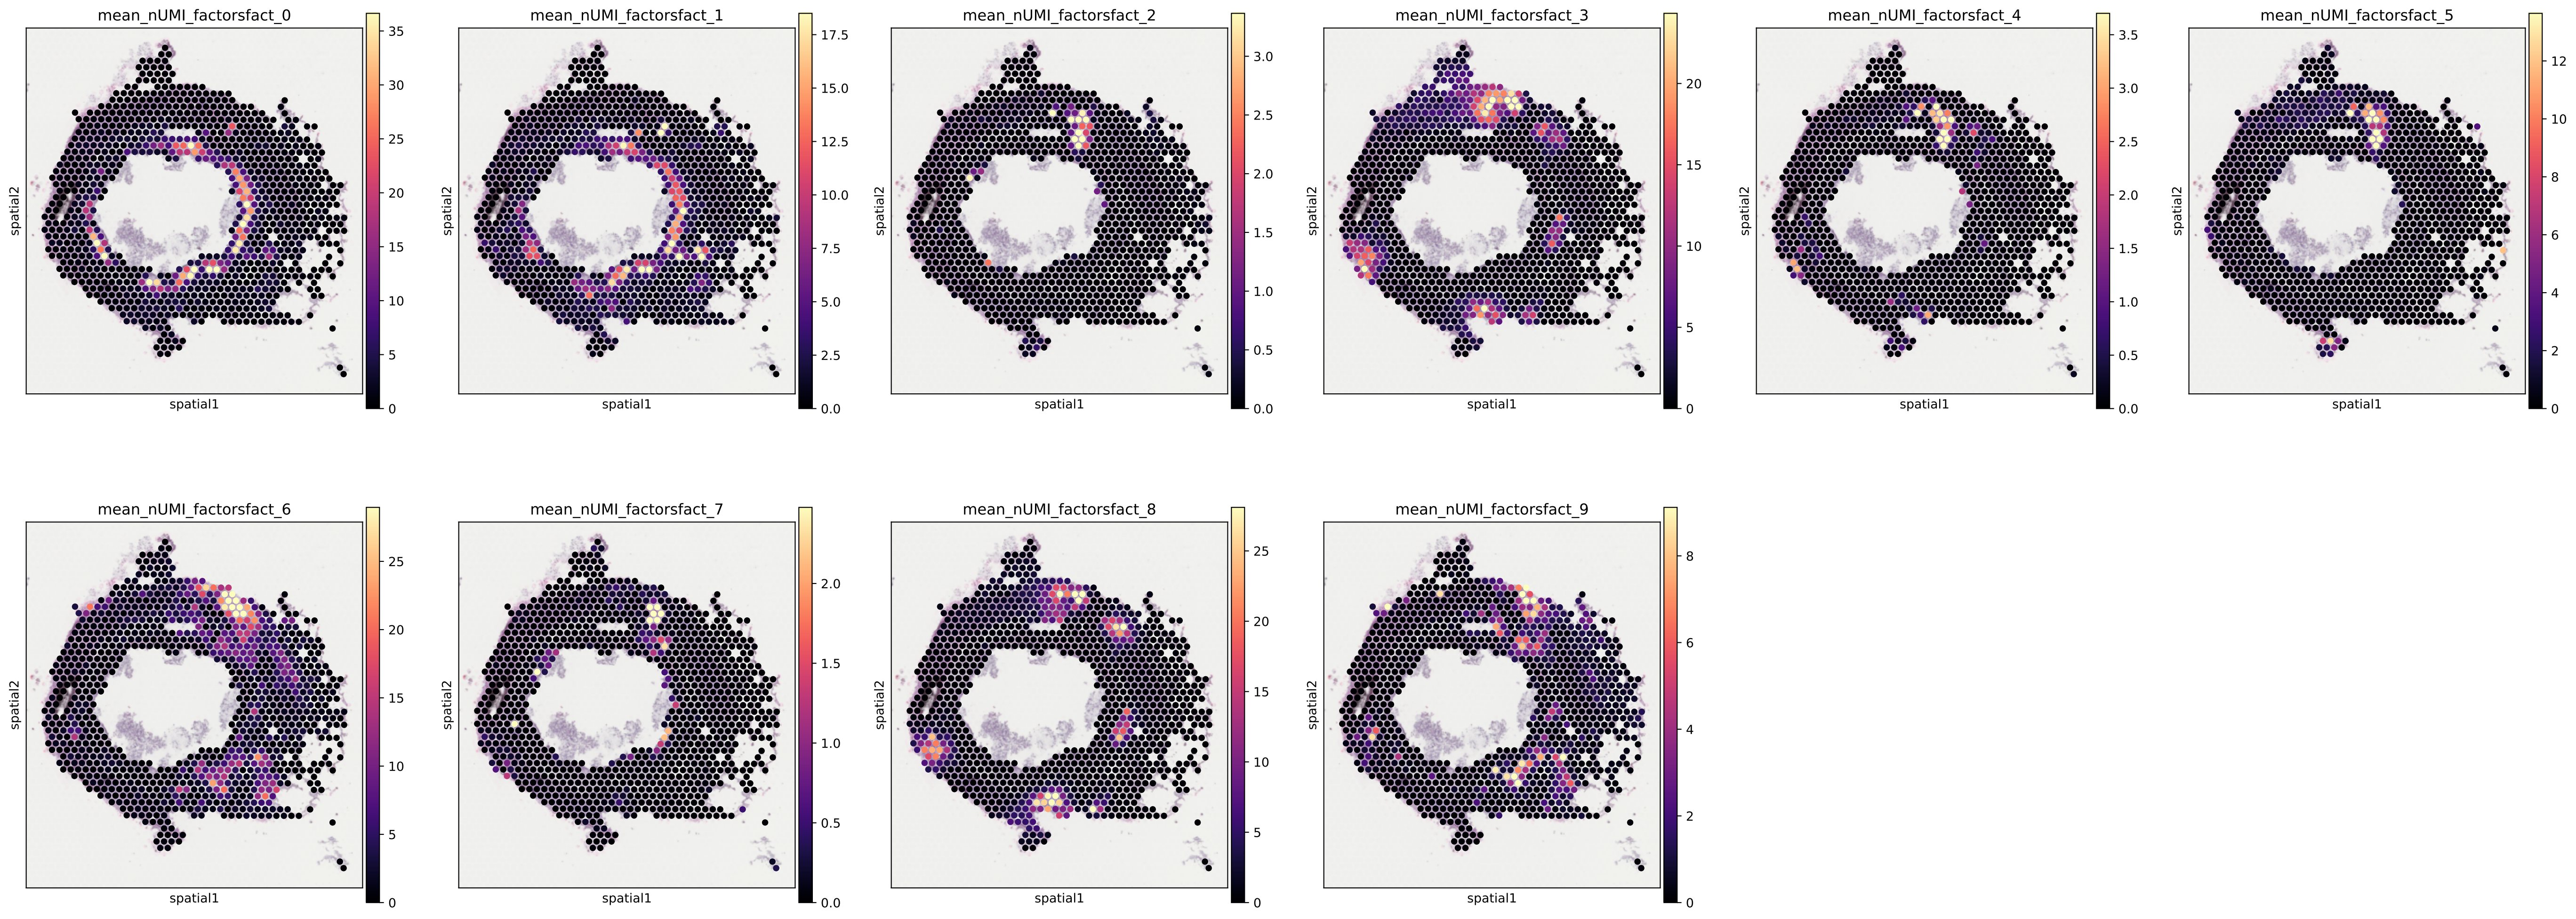 mean_nUMI_factorsfact_0
mean_nUMI_factorsfact_1
mean_nUMI_factorsfact_2
mean_nUMI_factorsfact_3
mean_nUMI_factorsfact_4
mean_nUMI_factorsfact_5
spatial2
spatial1
35
30
25
20
15
10
5
0
spatial2
spatial1
17.5
15.0
12.5
10.0
7.5
5.0
2.5
0.0
spatial2
spatial1
3.0
2.5
2.0
1.5
1.0
0.5
0.0
spatial2
spatial1
20
15
10
5
0
spatial2
spatial1
3.5
3.0
2.5
2.0
1.5
1.0
0.5
0.0
spatial2
spatial1
12
10
8
6
4
2
0
mean_nUMI_factorsfact_6
mean_nUMI_factorsfact_7
mean_nUMI_factorsfact_8
mean_nUMI_factorsfact_9
spatial2
spatial1
25
20
15
10
5
0
spatial2
spatial1
2.0
1.5
1.0
0.5
0.0
spatial2
spatial1
25
20
15
10
5
0
spatial2
spatial1
8
6
4
2
0